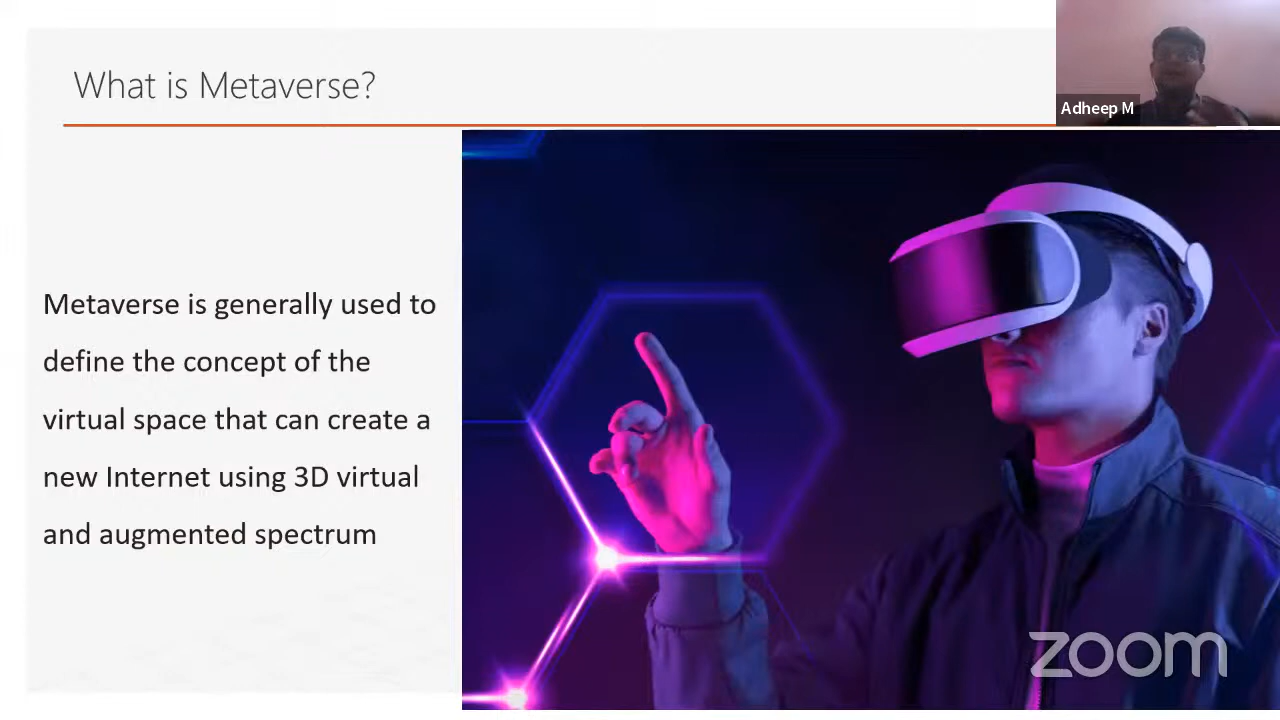 What is Metaverse?
Adheep M
Metaverse is generally used to
define the concept of the
virtual space that can create a
new Internet using 3D virtual
and augmented spectrum
zoom